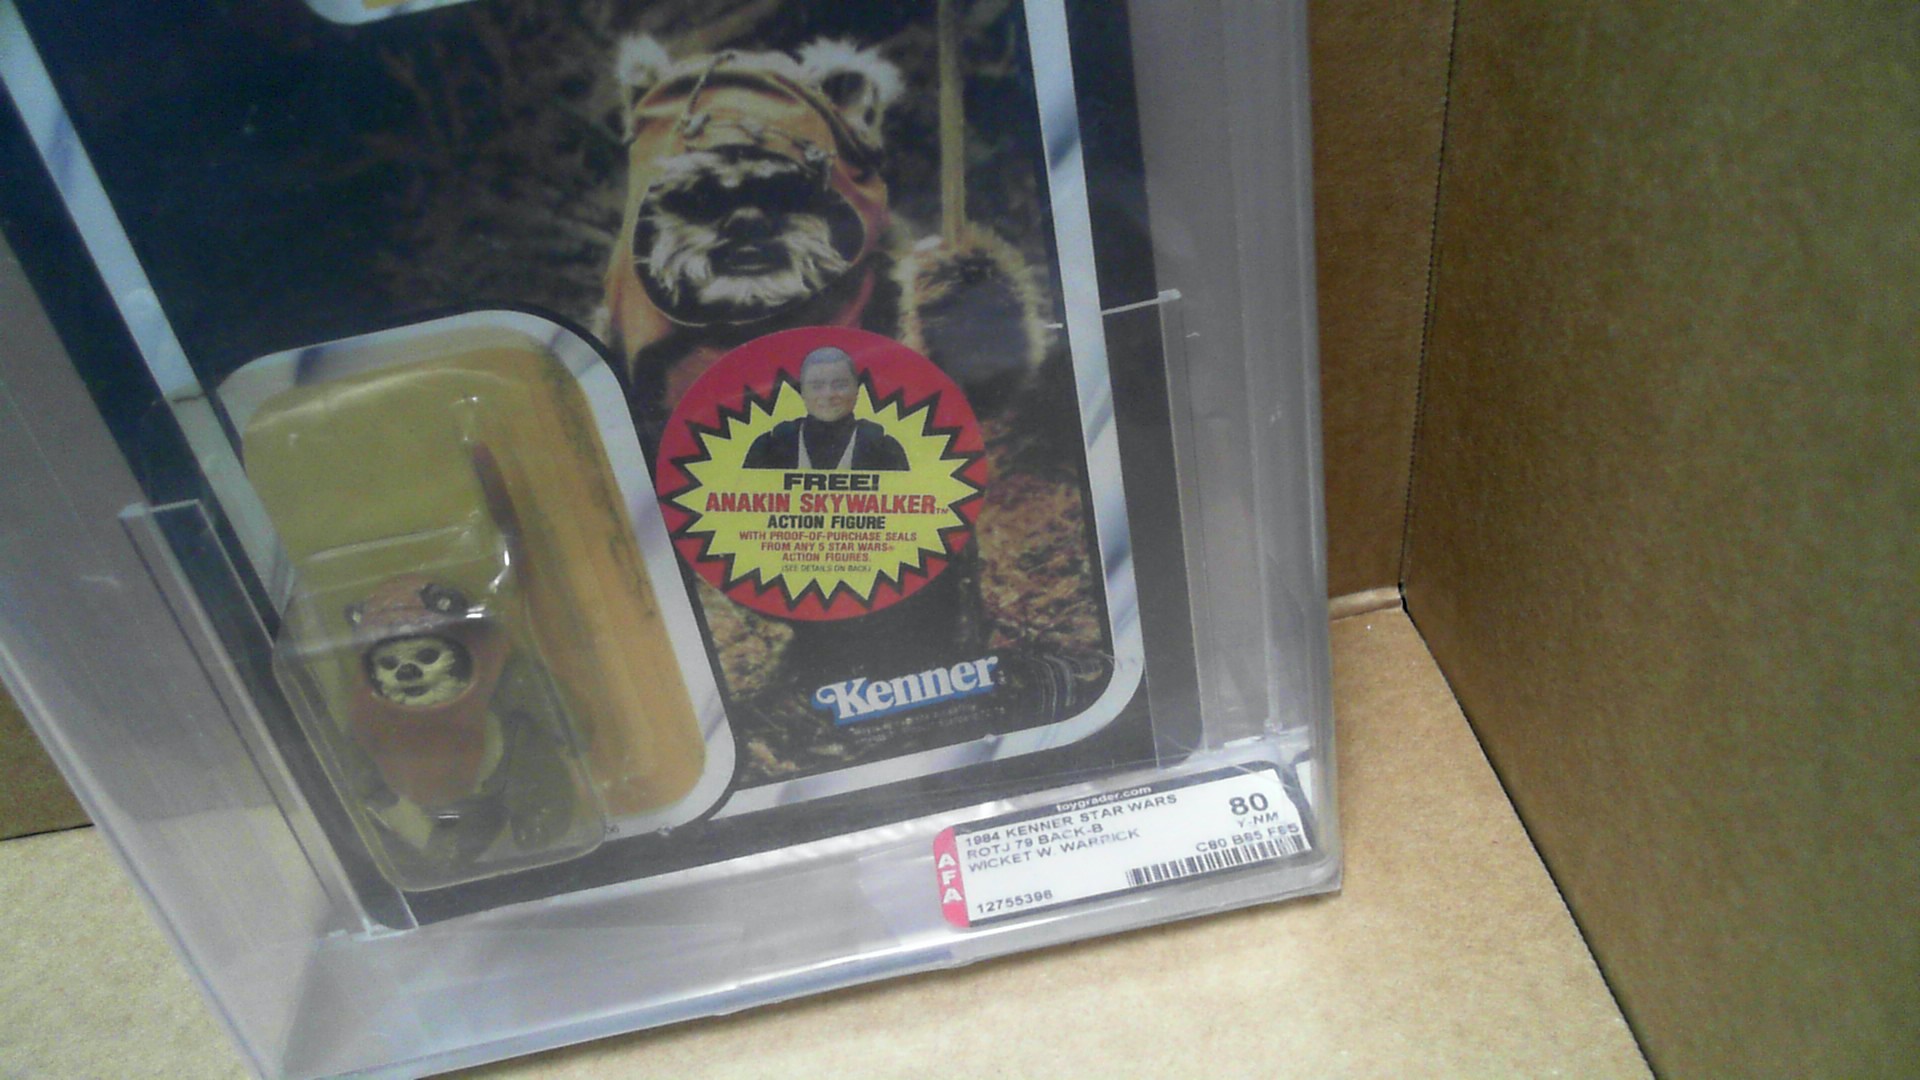 FREE!
ANAKIN SKYWALKER™
ACTION FIGURE
WITH PROOF-OF-PURCHASE SEALS
FROM ANY 5 STAR WARS®
ACTION FIGURES.
(SEE DETAILS ON BACK)
Kenner
toygrader.com
AFA
1984 KENNER STAR WARS
ROTJ 79 BACK-B
WICKET W. WARRICK
12755398
80
Y-NM
C80 B85 F85